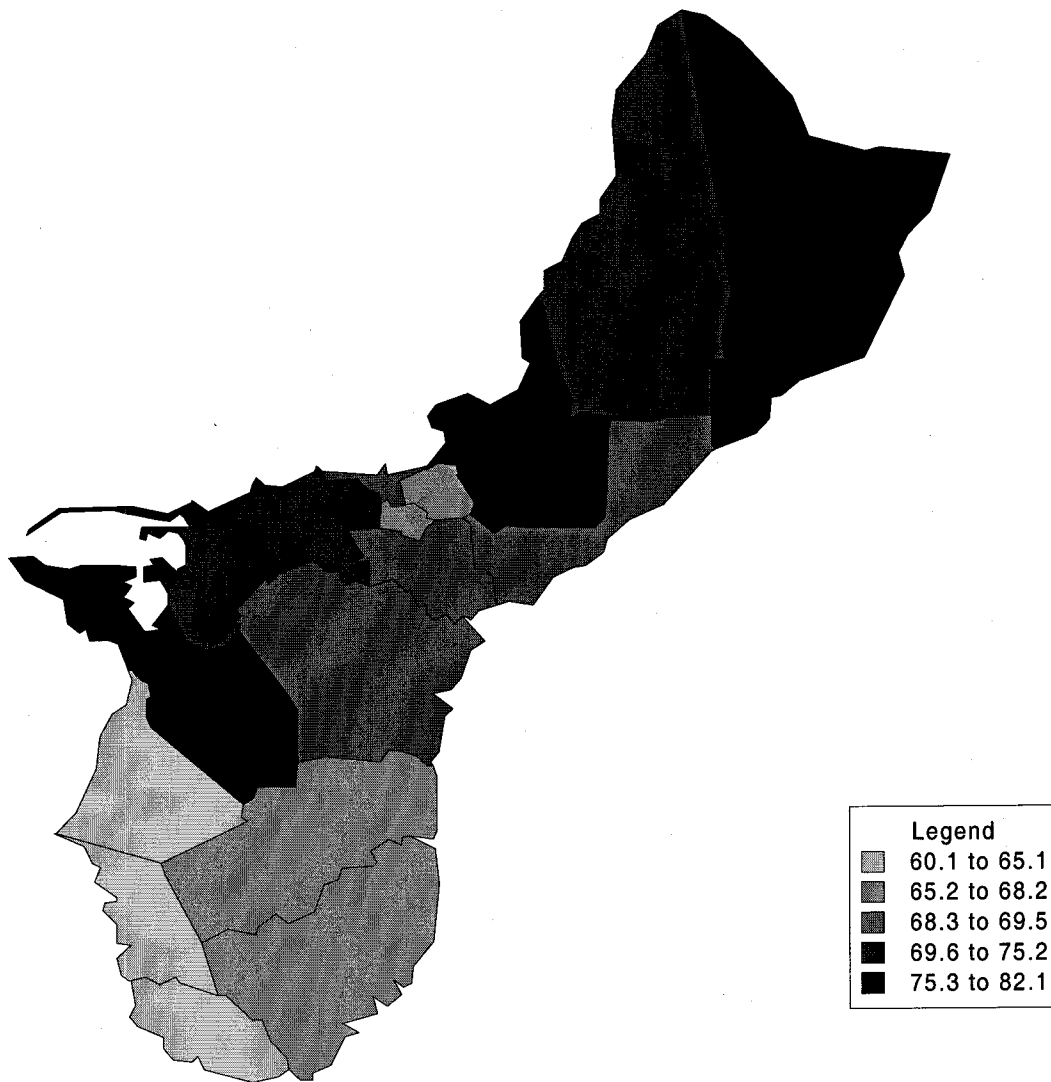 Legend
60.1 to 65.1
65.2 to 68.2
68.3 to 69.5
69.6 to 75.2
75.3 to 82.1